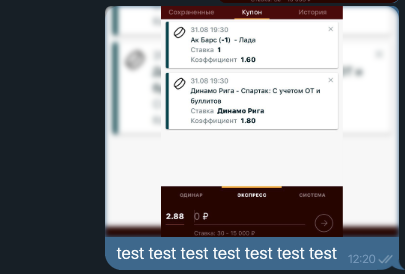 Сохраненные Купон История
31.08 19:30
Ак Барс (-1) - Лада
Ставка 1
Коэффициент 1.60
31.08 19:30
Динамо Рига - Спартак: С учетом ОТ и
буллитов
Ставка Динамо Рига
Коэффициент 1.80
ОДИНАР ЭКСПРЕСС СИСТЕМА
2.88 0 ₽
Ставка: 30 - 15 000 ₽
test test test test test test test
12:20